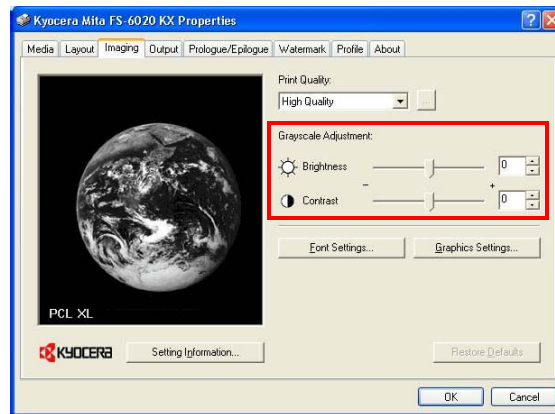 Kyocera Mita FS-6020 KX Properties
Media Layout Imaging Output Prologue/Epilogue Watermark Profile About
Print Quality:
High Quality
...
Grayscale Adjustment:
Brightness 0
- +
Contrast 0
Font Settings... Graphics Settings...
PCL XL
KYOCERA Setting Information... Restore Defaults
OK Cancel